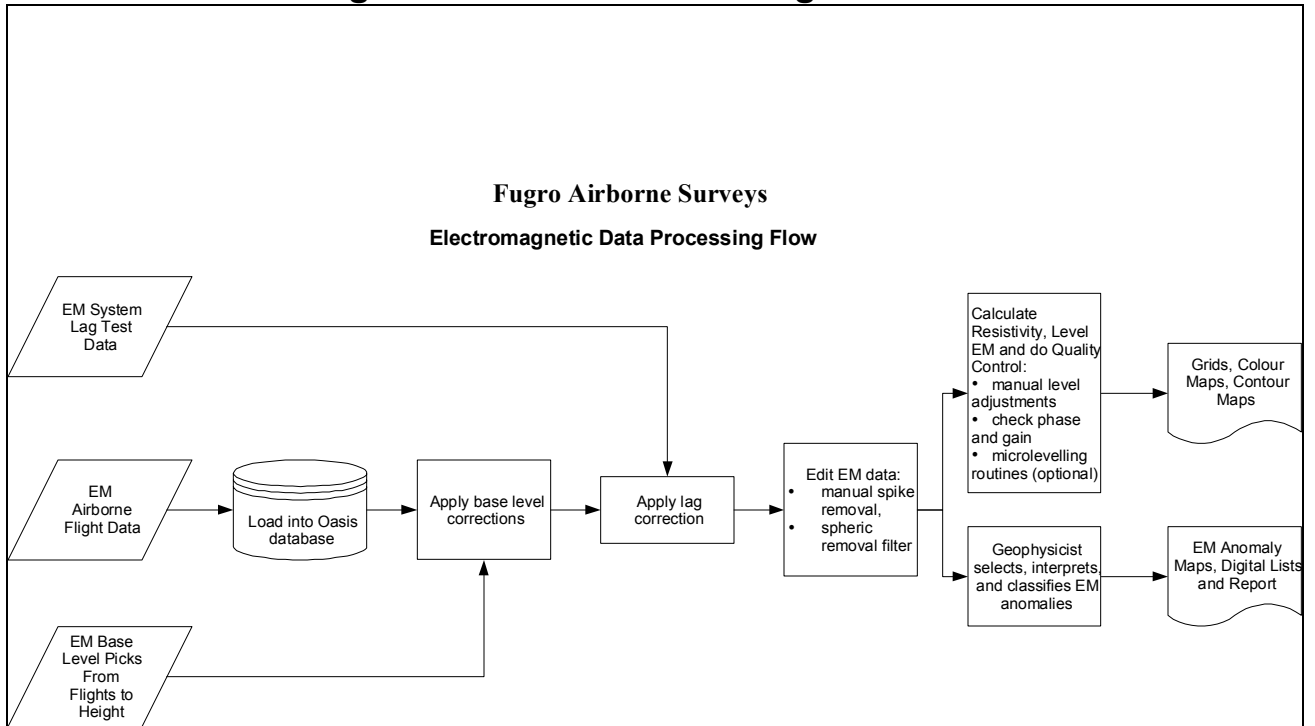 Fugro Airborne Surveys
Electromagnetic Data Processing Flow
EM System
Lag Test
Data
EM
Airborne
Flight Data
EM Base
Level Picks
From
Flights to
Height
Load into Oasis
database
Apply base level
corrections
Apply lag
correction
Edit EM data:
• manual spike
removal,
• spheric
removal filter
Calculate
Resistivity, Level
EM and do Quality
Control:
• manual level
adjustments
• check phase
and gain
• microlevelling
routines (optional)
Grids, Colour
Maps, Contour
Maps
Geophysicist
selects, interprets,
and classifies EM
anomalies
EM Anomaly
Maps, Digital Lists
and Report